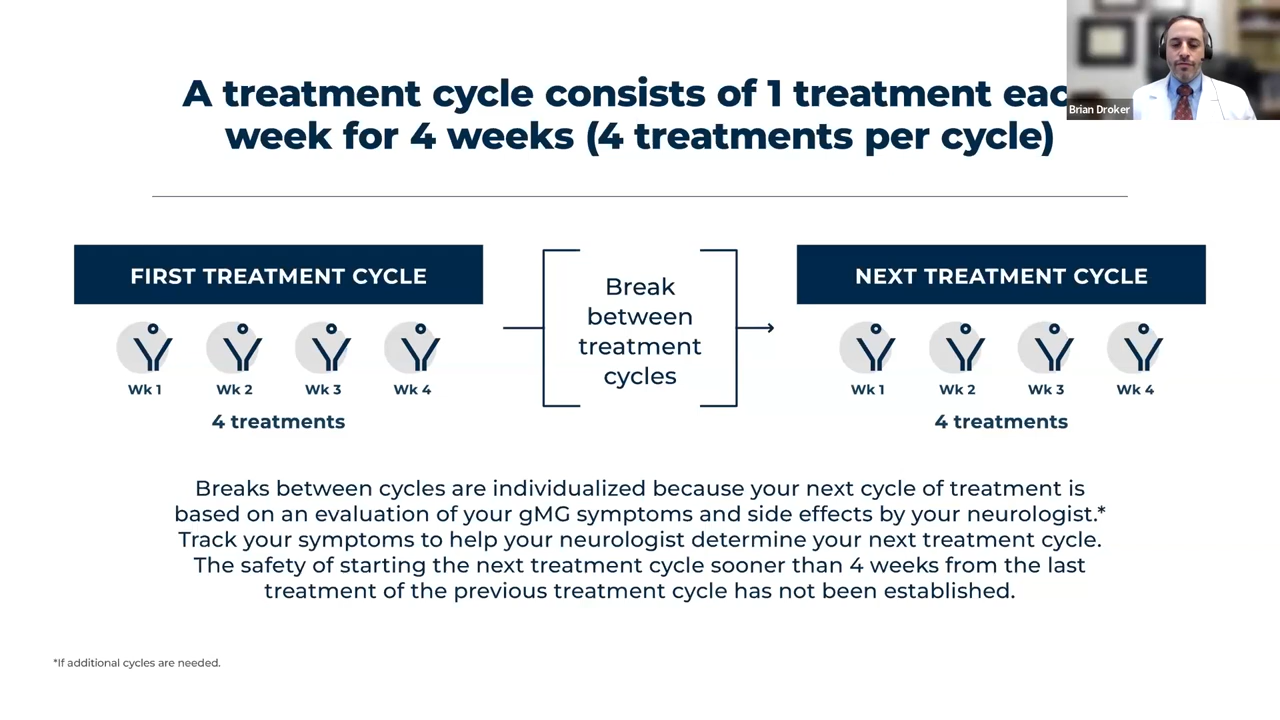 A treatment cycle consists of 1 treatment eac
week for 4 weeks (4 treatments per cycle)
Brian Droker
FIRST TREATMENT CYCLE
Wk 1 Wk 2 Wk 3 Wk 4
4 treatments
Break
between
treatment
cycles
NEXT TREATMENT CYCLE
Wk 1 Wk 2 Wk 3 Wk 4
4 treatments
Breaks between cycles are individualized because your next cycle of treatment is
based on an evaluation of your gMG symptoms and side effects by your neurologist.*
Track your symptoms to help your neurologist determine your next treatment cycle.
The safety of starting the next treatment cycle sooner than 4 weeks from the last
treatment of the previous treatment cycle has not been established.
*If additional cycles are needed.